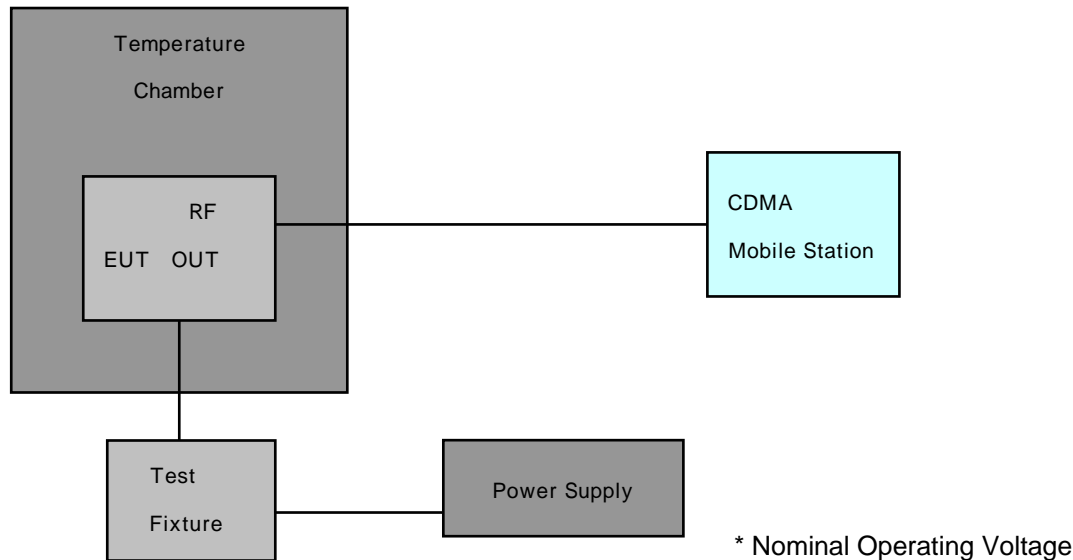 Temperature
Chamber
RF
EUT OUT
CDMA
Mobile Station
Test
Fixture
Power Supply
* Nominal Operating Voltage